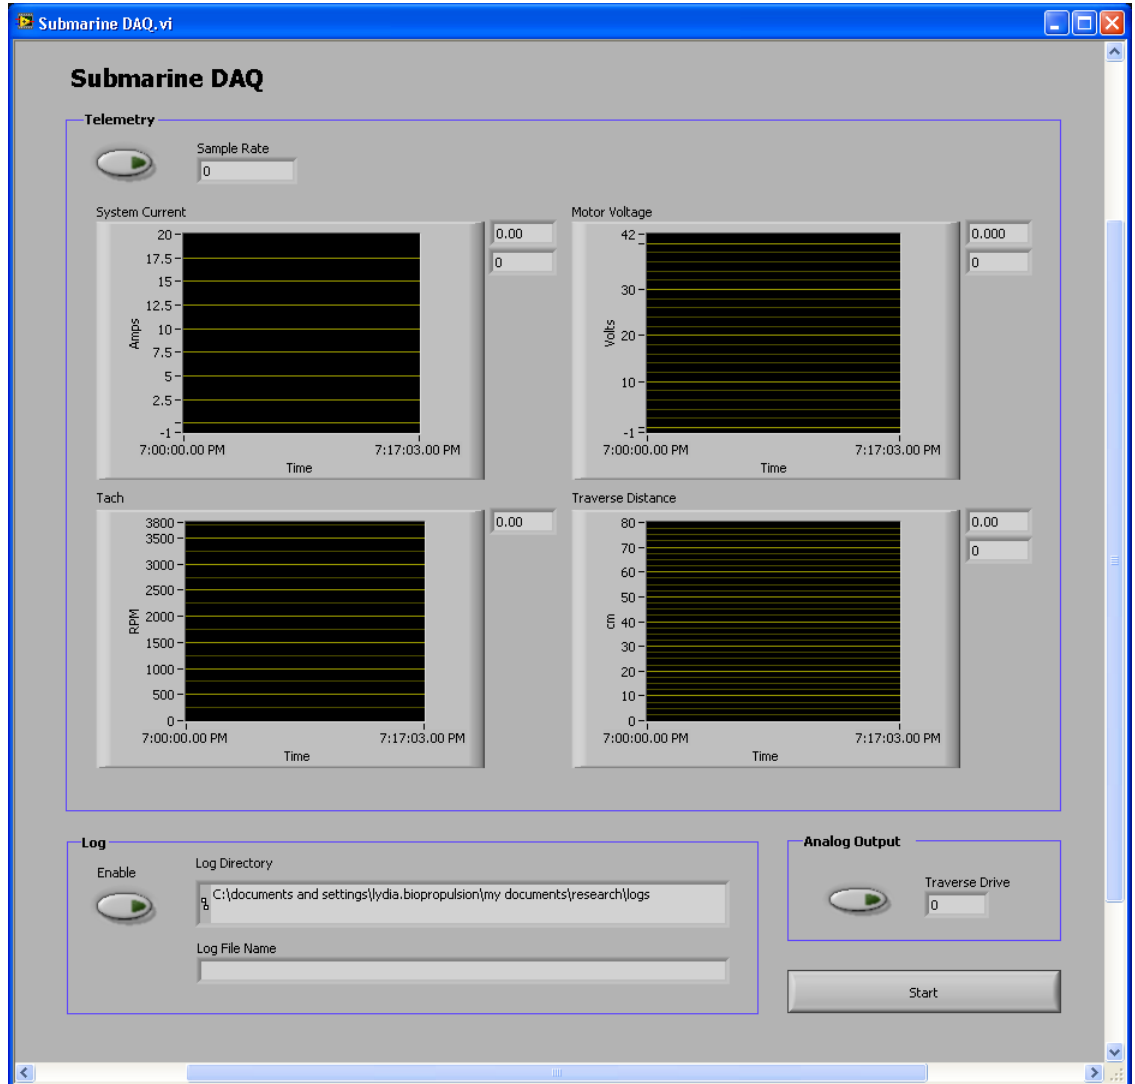 Submarine DAQ.vi
Submarine DAQ
Telemetry
Sample Rate
0
System Current
0.00
0
20
17.5
15
12.5
10
7.5
5
2.5
-1
Amps
7:00:00.00 PM 7:17:03.00 PM
Time
Motor Voltage
0.000
0
42
30
20
10
-1
Volts
7:00:00.00 PM 7:17:03.00 PM
Time
Tach
0.00
3800
3500
3000
2500
2000
1500
1000
500
0
RPM
7:00:00.00 PM 7:17:03.00 PM
Time
Traverse Distance
0.00
0
80
70
60
50
40
30
20
10
0
cm
7:00:00.00 PM 7:17:03.00 PM
Time
Log
Enable
Log Directory
C:\documents and settings\lydia.biopropulsion\my documents\research\logs
Log File Name
Analog Output
Traverse Drive
0
Start